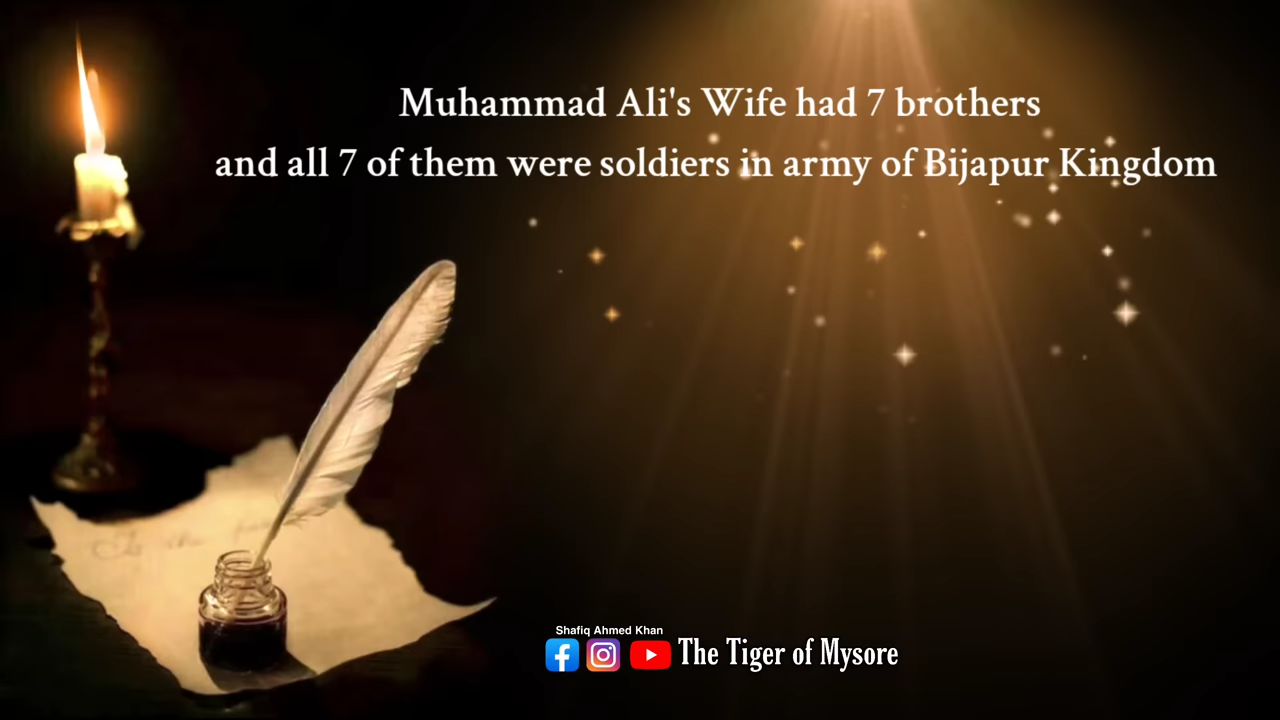 Muhammad Ali's Wife had 7 brothers
and all 7 of them were soldiers in army of Bijapur Kingdom
Shafiq Ahmed Khan
The Tiger of Mysore